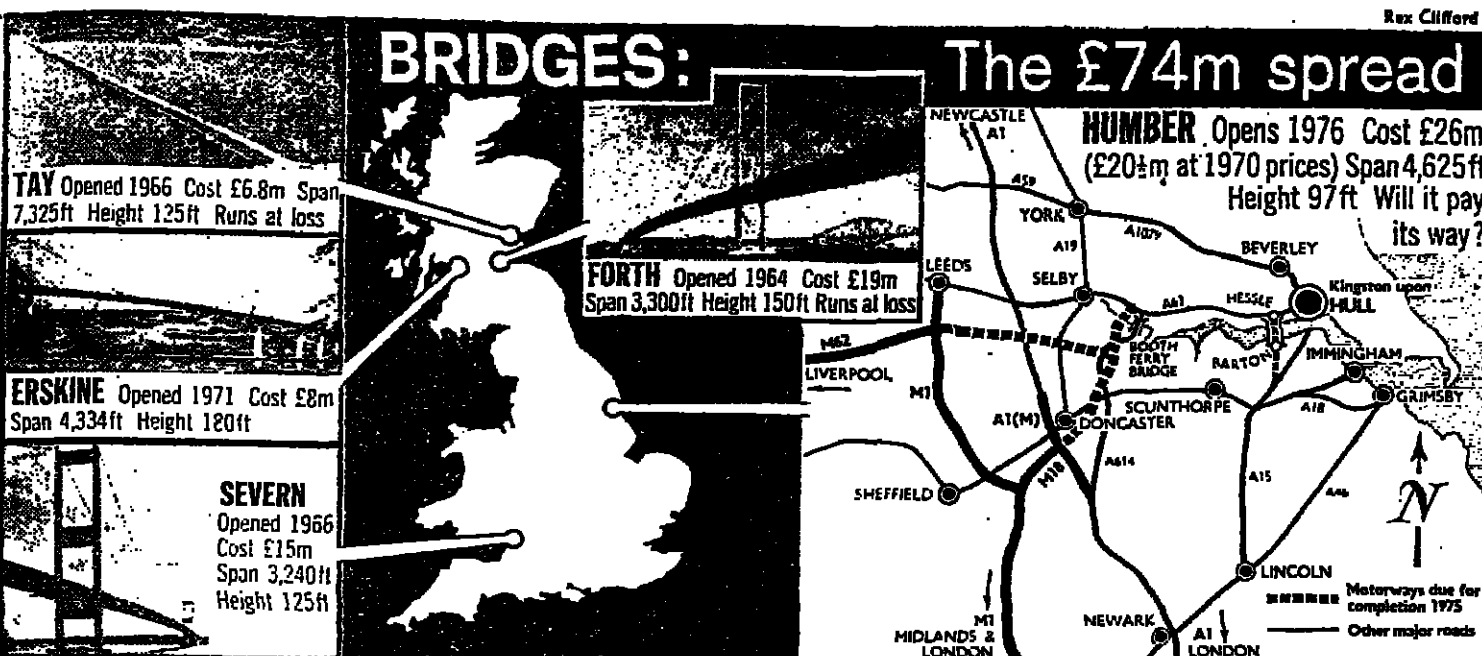 Rex Clifford
BRIDGES:
The £74m spread
TAY Opened 1966 Cost £6.8m Span
7,325ft Height 125ft Runs at loss
ERSKINE Opened 1971 Cost £8m
Span 4,334ft Height 180ft
SEVERN
Opened 1966
Cost £15m
Span 3,240ft
Height 125ft
FORTH Opened 1964 Cost £19m
Span 3,300ft Height 150ft Runs at loss
HUMBER Opens 1976 Cost £26m
(£20½m at 1970 prices) Span 4,625ft
Height 97ft Will it pay
its way?
NEWCASTLE
A1
A59
YORK
A1079
A19
BEVERLEY
LEEDS
SELBY
A63
HESSLE
Kingston upon
HULL
M62
LIVERPOOL
BOOTH
FERRY
BRIDGE
BARTON
IMMINGHAM
M1
SCUNTHORPE
A18
GRIMSBY
A1(M)
DONCASTER
M18
A614
A15
A46
SHEFFIELD
N
LINCOLN
Motorways due for
completion 1975
Other major roads
NEWARK
M1
MIDLANDS &
LONDON
A1
LONDON